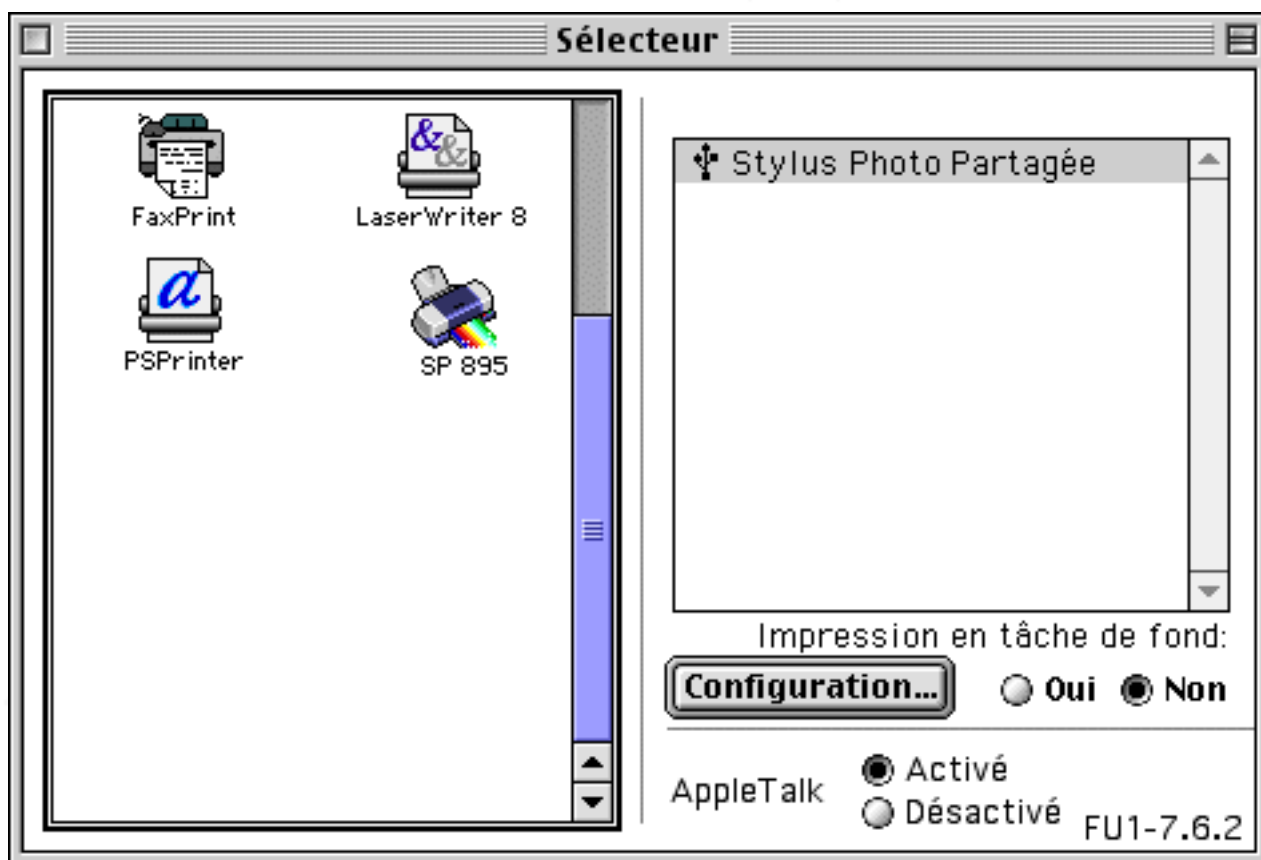 Sélecteur
FaxPrint
LaserWriter 8
PSPrinter
SP 895
Stylus Photo Partagée
Impression en tâche de fond:
Configuration... Oui Non
AppleTalk Activé
Désactivé
FU1-7.6.2